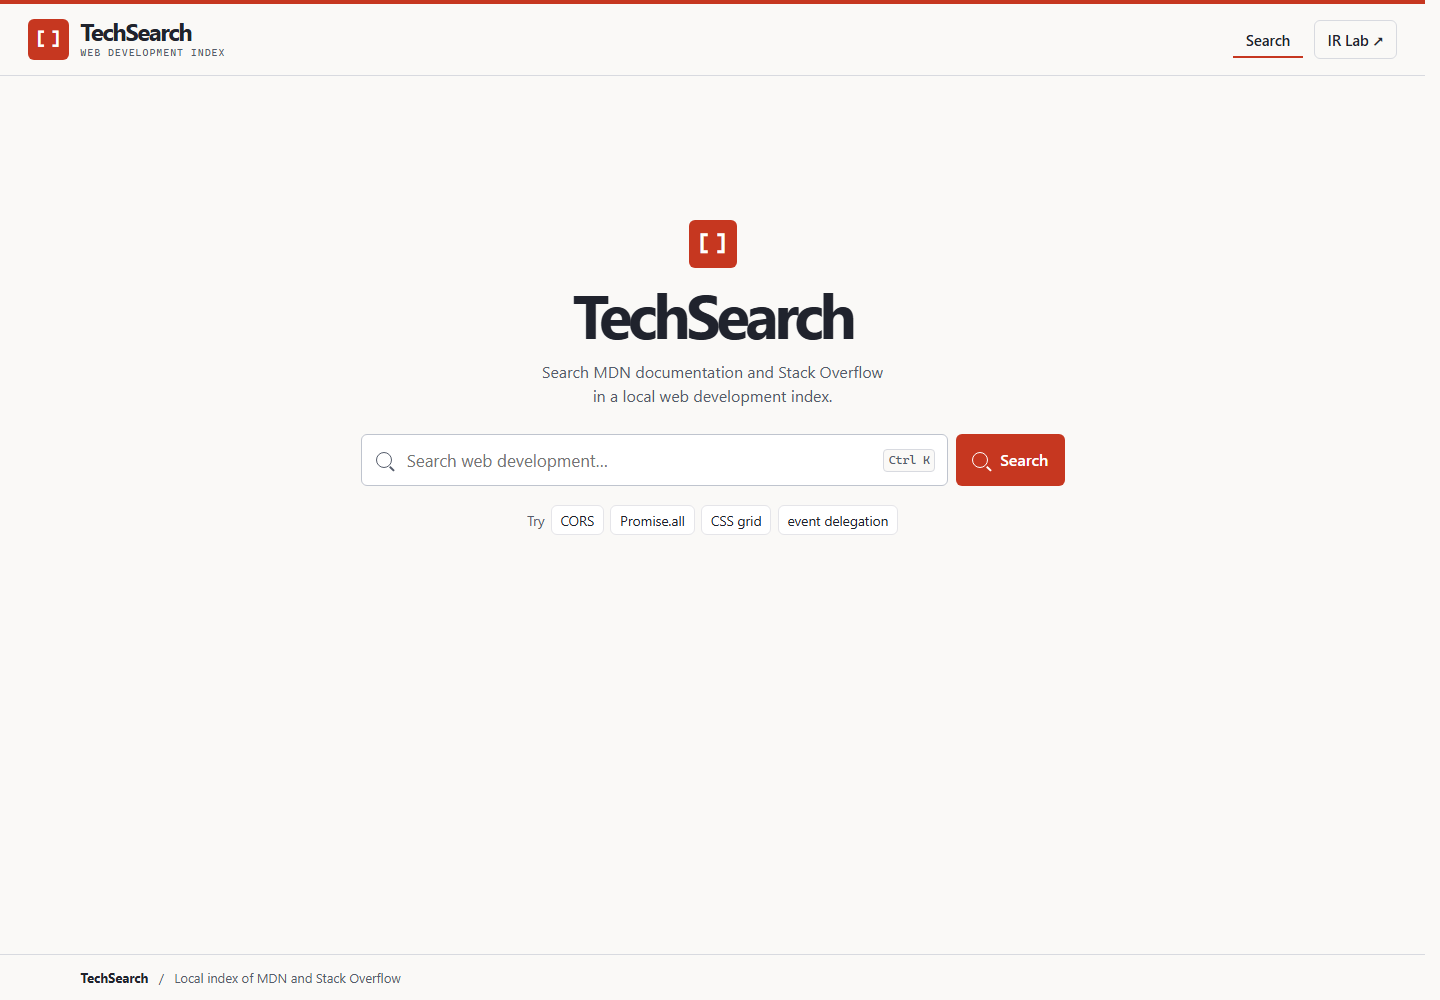 [ ] TechSearch
WEB DEVELOPMENT INDEX
Search
IR Lab ↗
[ ]
TechSearch
Search MDN documentation and Stack Overflow
in a local web development index.
Search web development...
Ctrl K
Search
Try CORS Promise.all CSS grid event delegation
TechSearch / Local index of MDN and Stack Overflow